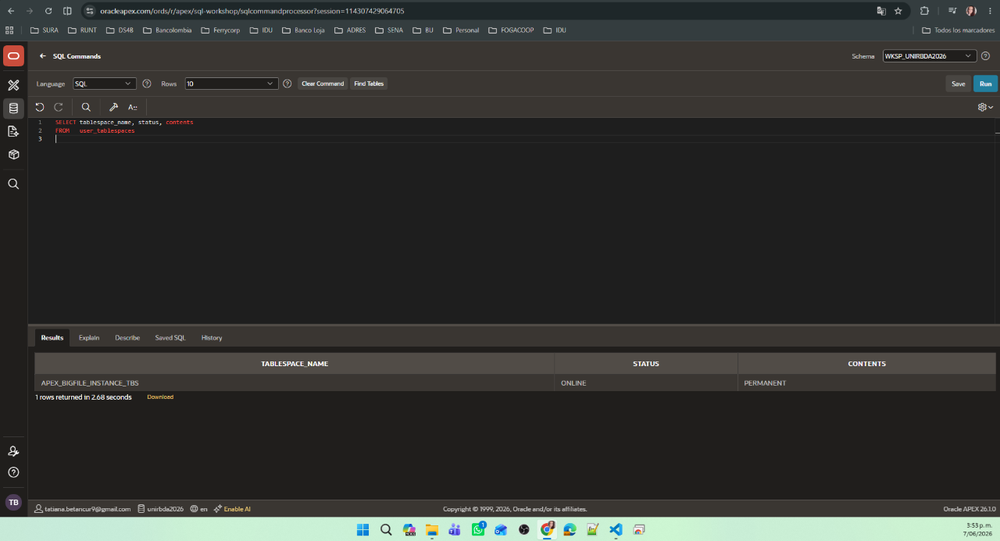 oracleapex.com/ords/r/apex/sql-workshop/sqlcommandprocessor?session=114307429064705
SURA RUNT DS4B Bancolombia Ferrycorp IDU Banco Loja ADRES SENA BU Personal FOGACOOP IDU Todos los marcadores
SQL Commands Schema WKSP_UNIRBDA2026
Language SQL Rows 10 Clear Command Find Tables Save Run
1 SELECT tablespace_name, status, contents
2 FROM user_tablespaces
3
Results Explain Describe Saved SQL History
TABLESPACE_NAME STATUS CONTENTS
APEX_BIGFILE_INSTANCE_TBS ONLINE PERMANENT
1 rows returned in 2.68 seconds Download
TB tatiana.betancur9@gmail.com unirbda2026 en Enable AI Copyright © 1999, 2026, Oracle and/or its affiliates. Oracle APEX 26.1.0
3:53 p. m.
7/06/2026